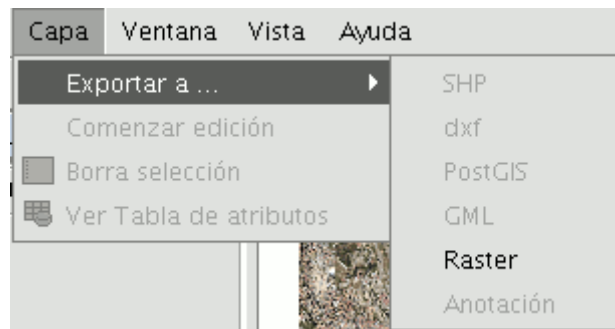 Capa Ventana Vista Ayuda
Exportar a ...
Comenzar edición
Borra selección
Ver Tabla de atributos
SHP
dxf
PostGIS
GML
Raster
Anotación